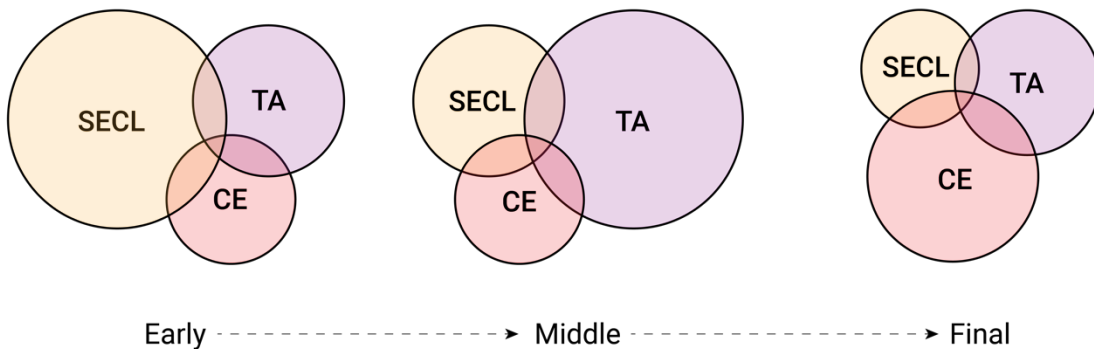 SECL
TA
CE
SECL
TA
CE
SECL
TA
CE
Early
Middle
Final